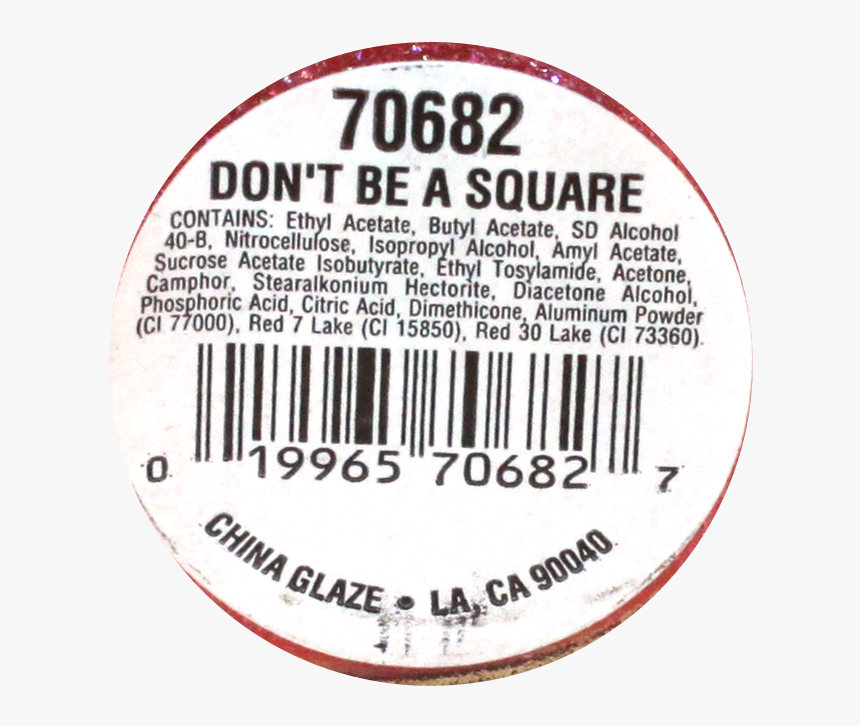 70682
DON'T BE A SQUARE
CONTAINS: Ethyl Acetate, Butyl Acetate, SD Alcohol
40-B, Nitrocellulose, Isopropyl Alcohol, Amyl Acetate,
Sucrose Acetate Isobutyrate, Ethyl Tosylamide, Acetone,
Camphor, Stearalkonium Hectorite, Diacetone Alcohol,
Phosphoric Acid, Citric Acid, Dimethicone, Aluminum Powder
(CI 77000), Red 7 Lake (CI 15850), Red 30 Lake (CI 73360).
0 19965 70682 7
CHINA GLAZE • LA, CA 90040